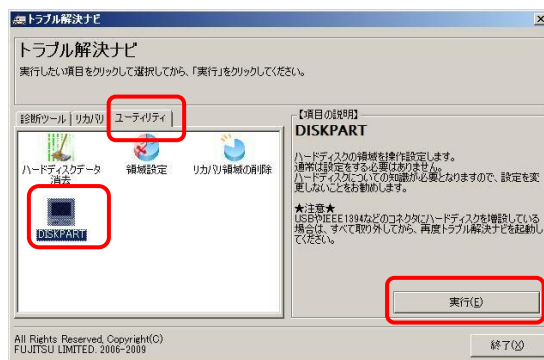 トラブル解決ナビ
トラブル解決ナビ
実行したい項目をクリックして選択してから、「実行」をクリックしてください。
診断ツール
リカバリ
ユーティリティ
ハードディスクデータ
消去
領域設定
リカバリ領域の削除
DISKPART
【項目の説明】
DISKPART
ハードディスクの領域を操作設定します。
通常は設定をする必要はありません。
ハードディスクについての知識が必要となりますので、設定を変
更しないことをお勧めします。
★注意★
USBやIEEE1394などのコネクタにハードディスクを増設している
場合は、すべて取り外してから、再度トラブル解決ナビを起動し
てください。
実行(E)
All Rights Reserved, Copyright(C)
FUJITSU LIMITED. 2006-2009
終了(X)